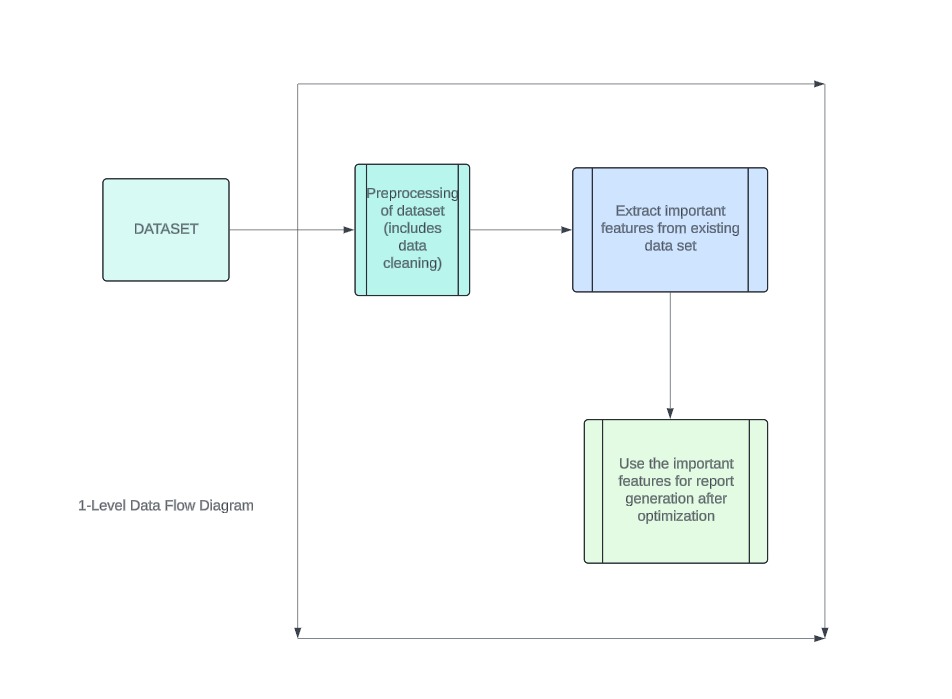 DATASET
Preprocessing
of dataset
(includes
data
cleaning)
Extract important
features from existing
data set
Use the important
features for report
generation after
optimization
1-Level Data Flow Diagram